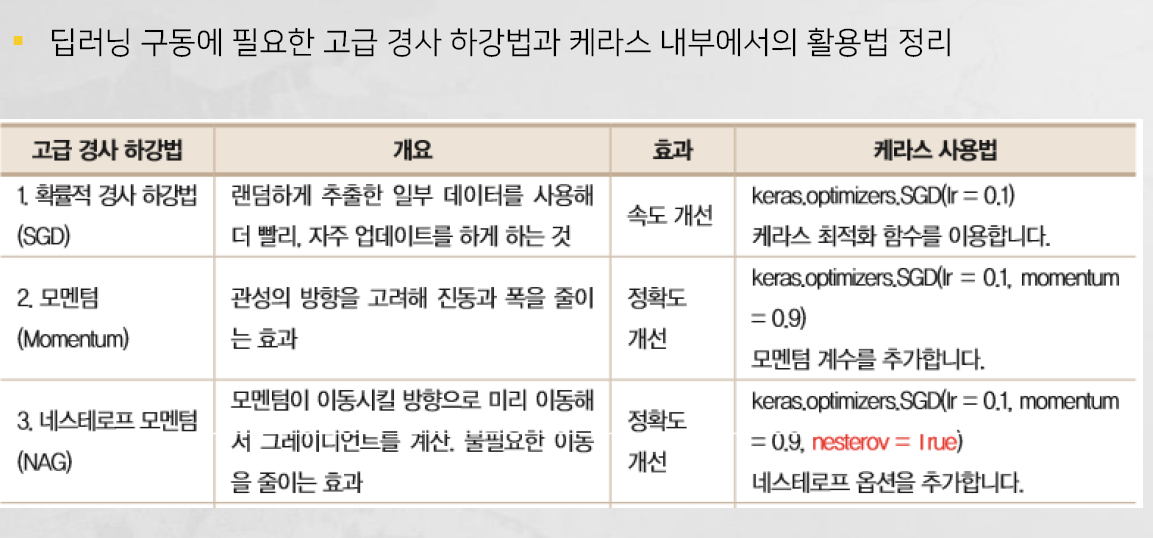 딥러닝 구동에 필요한 고급 경사 하강법과 케라스 내부에서의 활용법 정리
고급 경사 하강법 개요 효과 케라스 사용법
1. 확률적 경사 하강법
(SGD)
랜덤하게 추출한 일부 데이터를 사용해
더 빨리, 자주 업데이트를 하게 하는 것
속도 개선
keras.optimizers.SGD(lr = 0.1)
케라스 최적화 함수를 이용합니다.
2. 모멘텀
(Momentum)
관성의 방향을 고려해 진동과 폭을 줄이
는 효과
정확도
개선
keras.optimizers.SGD(lr = 0.1, momentum
= 0.9)
모멘텀 계수를 추가합니다.
3. 네스테로프 모멘텀
(NAG)
모멘텀이 이동시킬 방향으로 미리 이동해
서 그레이디언트를 계산. 불필요한 이동
을 줄이는 효과
정확도
개선
keras.optimizers.SGD(lr = 0.1, momentum
= 0.9, nesterov = True)
네스테로프 옵션을 추가합니다.